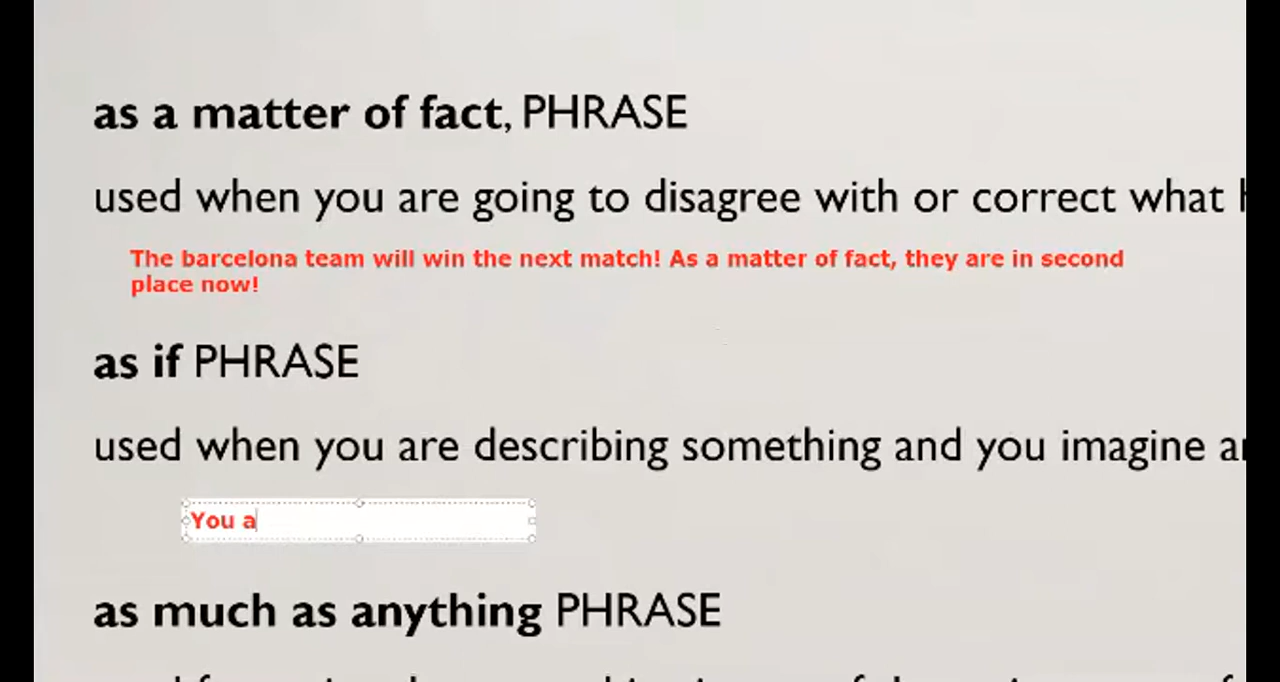 as a matter of fact, PHRASE
used when you are going to disagree with or correct what
The barcelona team will win the next match! As a matter of fact, they are in second
place now!
as if PHRASE
used when you are describing something and you imagine
You a
as much as anything PHRASE